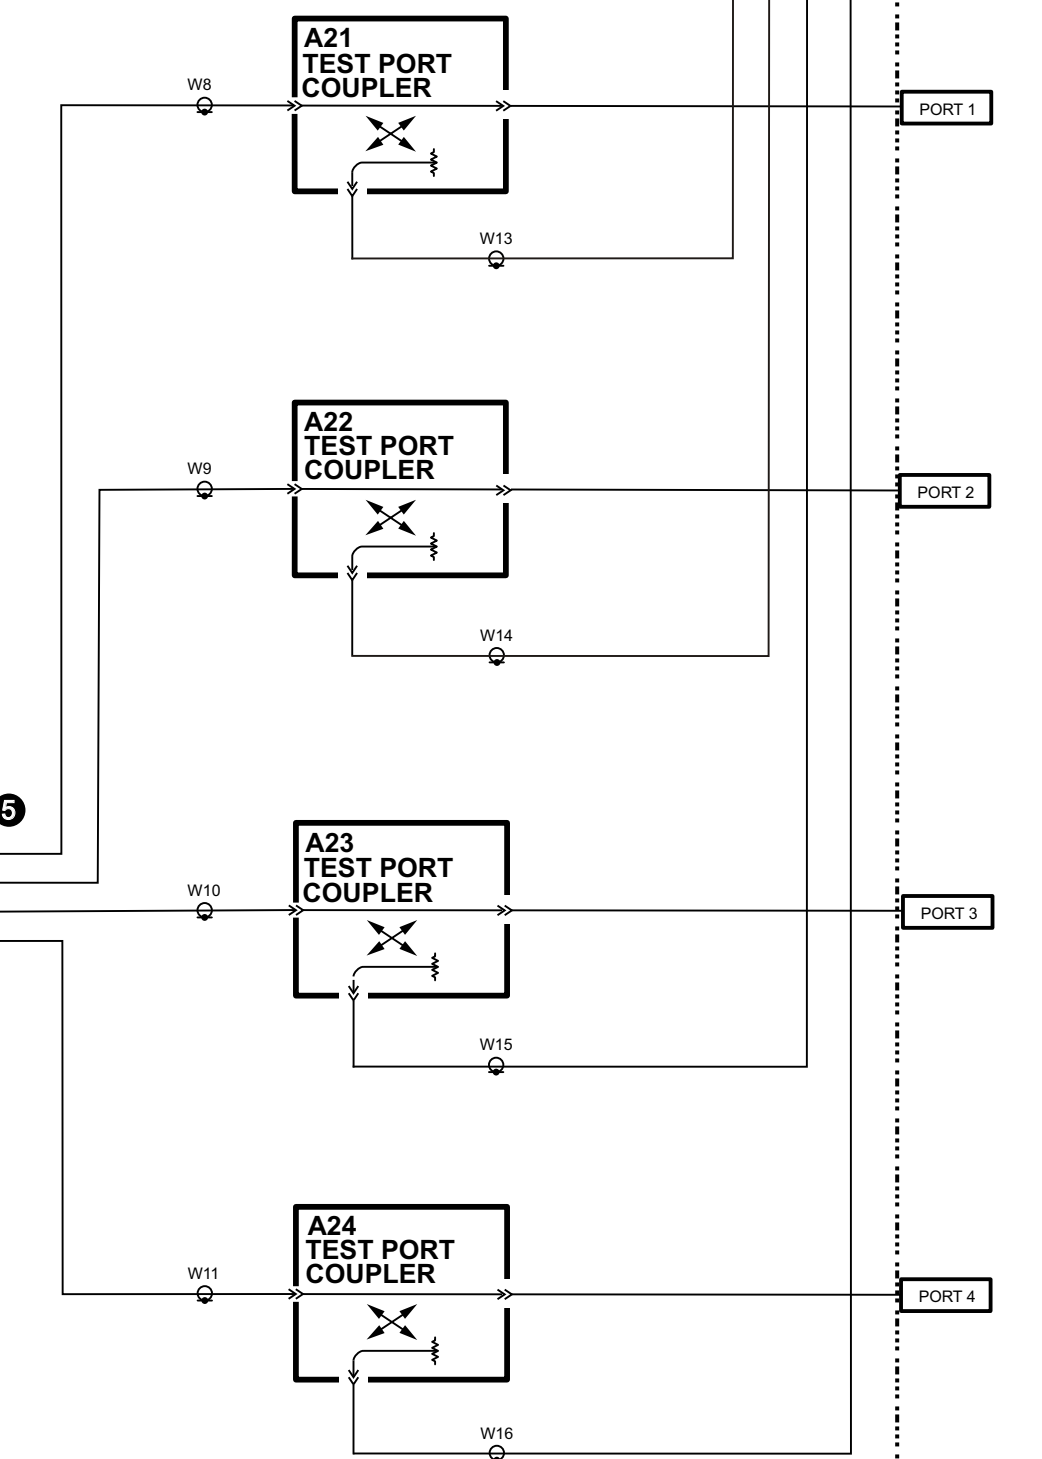 A21
TEST PORT
COUPLER
W8
PORT 1
W13
A22
TEST PORT
COUPLER
W9
PORT 2
W14
5
A23
TEST PORT
COUPLER
W10
PORT 3
W15
A24
TEST PORT
COUPLER
W11
PORT 4
W16